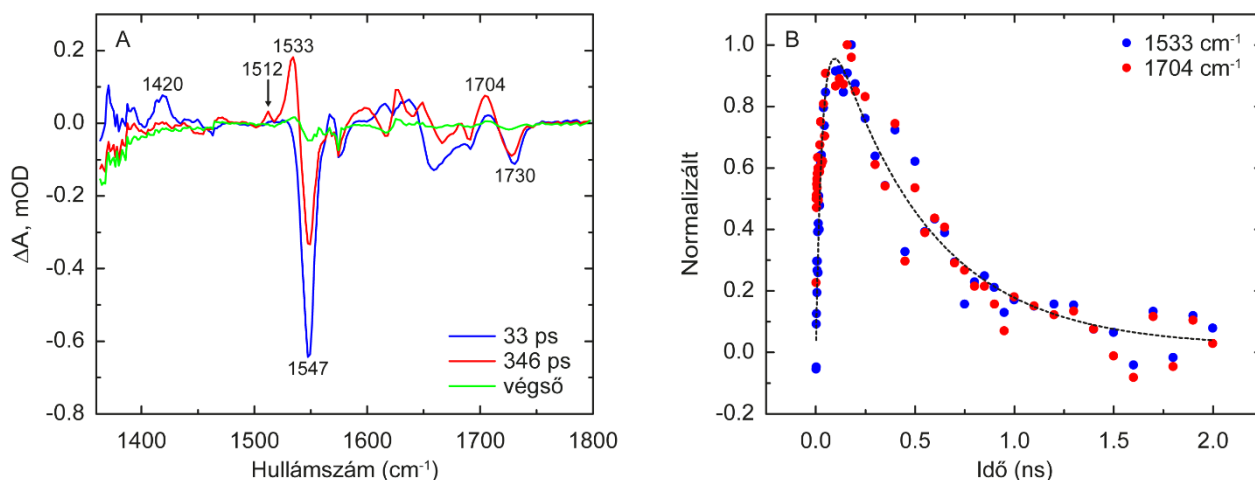 A
0.2
0.0
-0.2
-0.4
-0.6
-0.8
ΔA, mOD
1420
1512
1533
1704
1730
1547
33 ps
346 ps
végső
1400
1500
1600
1700
1800
Hullámszám (cm⁻¹)
B
1.0
0.8
0.6
0.4
0.2
0.0
-0.2
Normalizált
1533 cm⁻¹
1704 cm⁻¹
0.0
0.5
1.0
1.5
2.0
Idő (ns)